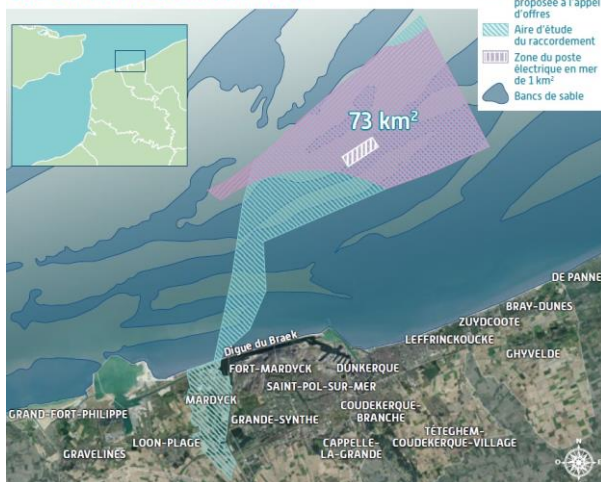 proposée à l'appel
d'offres
Aire d'étude
du raccordement
Zone du poste
électrique en mer
de 1 km²
Bancs de sable
73 km²
DE PANNE
BRAY-DUNES
ZUYDCOOTE
LEFFRINCKOUCKE
GHYVELDE
Digue du Braek
FORT-MARDYCK
DUNKERQUE
SAINT-POL-SUR-MER
MARDYCK
GRAND-FORT-PHILIPPE
GRANDE-SYNTHE
COUDEKERQUE-
BRANCHE
LOON-PLAGE
GRAVELINES
CAPPELLE-
LA-GRANDE
TÉTEGHEM-
COUDEKERQUE-VILLAGE
N
O
E
S